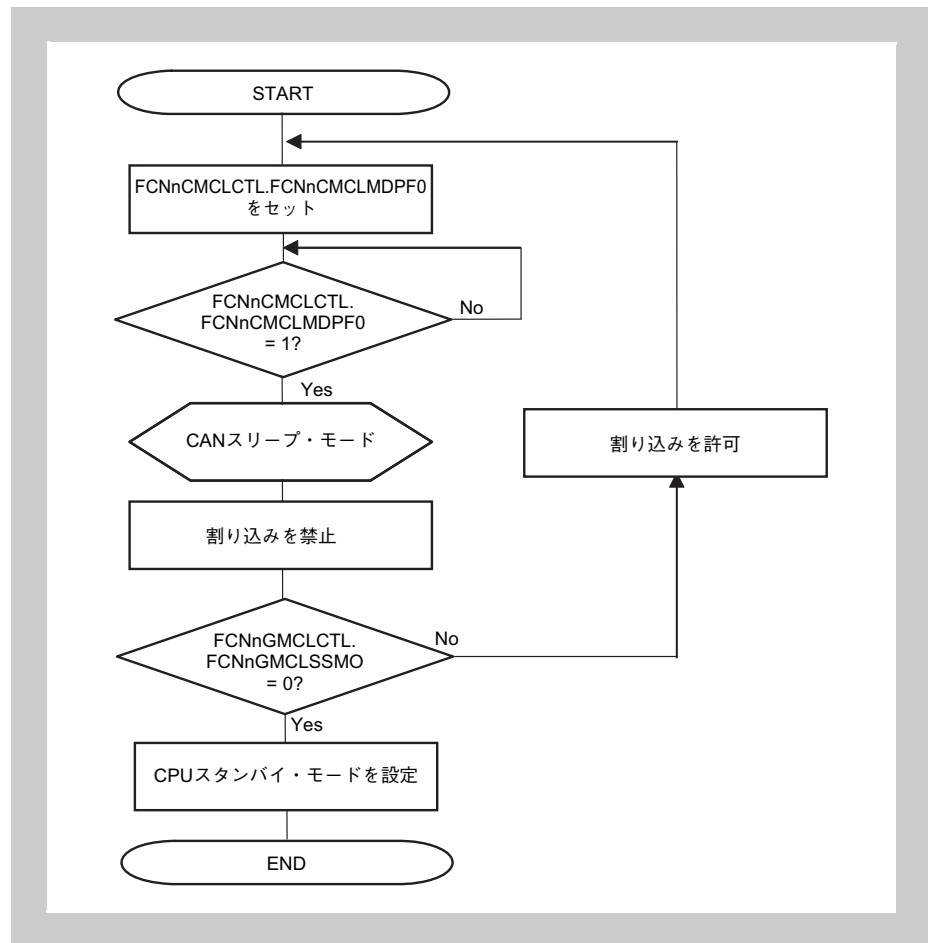 START
FCNnCMCLCTL.FCNnCMCLMDPF0
をセット
FCNnCMCLCTL.
FCNnCMCLMDPF0
= 1?
No
Yes
CANスリープ・モード
割り込みを許可
割り込みを禁止
FCNnGMCLCTL.
FCNnGMCLSSMO
= 0?
No
Yes
CPUスタンバイ・モードを設定
END